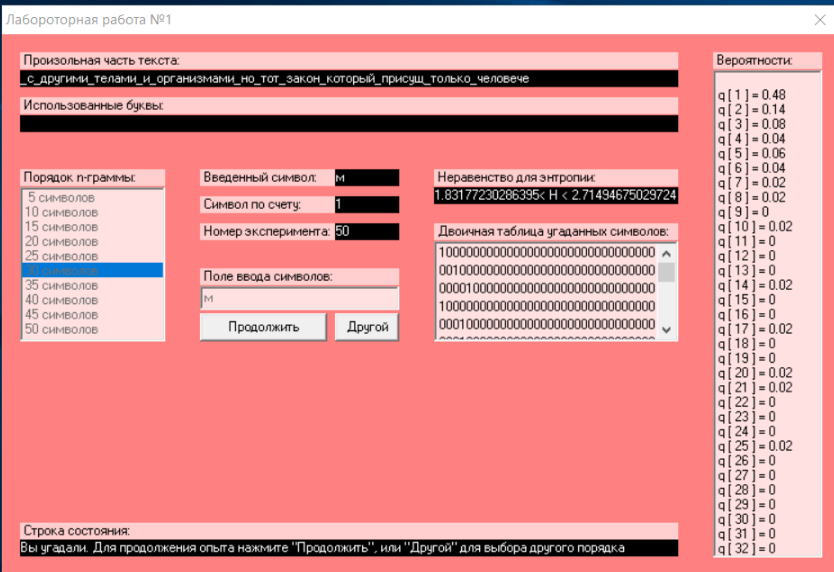 Лабороторная работа №1
Произольная часть текста:
_с_другими_телами_и_организмами_но_тот_закон_который_присущ_только_человече
Использованные буквы:
Порядок n-граммы:
5 символов
10 символов
15 символов
20 символов
25 символов
30 символов
35 символов
40 символов
45 символов
50 символов
Введенный символ: м
Символ по счету: 1
Номер эксперимента: 50
Поле ввода символов:
м
Продолжить
Другой
Неравенство для энтропии:
1.83177230286395< H < 2.71494675029724
Двоичная таблица угаданных символов:
10000000000000000000000000000000
00100000000000000000000000000000
00001000000000000000000000000000
10000000000000000000000000000000
00010000000000000000000000000000
Вероятности:
q[ 1 ] = 0.48
q[ 2 ] = 0.14
q[ 3 ] = 0.08
q[ 4 ] = 0.04
q[ 5 ] = 0.06
q[ 6 ] = 0.04
q[ 7 ] = 0.02
q[ 8 ] = 0.02
q[ 9 ] = 0
q[ 10 ] = 0.02
q[ 11 ] = 0
q[ 12 ] = 0
q[ 13 ] = 0
q[ 14 ] = 0.02
q[ 15 ] = 0
q[ 16 ] = 0
q[ 17 ] = 0.02
q[ 18 ] = 0
q[ 19 ] = 0
q[ 20 ] = 0.02
q[ 21 ] = 0.02
q[ 22 ] = 0
q[ 23 ] = 0
q[ 24 ] = 0
q[ 25 ] = 0.02
q[ 26 ] = 0
q[ 27 ] = 0
q[ 28 ] = 0
q[ 29 ] = 0
q[ 30 ] = 0
q[ 31 ] = 0
q[ 32 ] = 0
Строка состояния:
Вы угадали. Для продолжения опыта нажмите "Продолжить", или "Другой" для выбора другого порядка